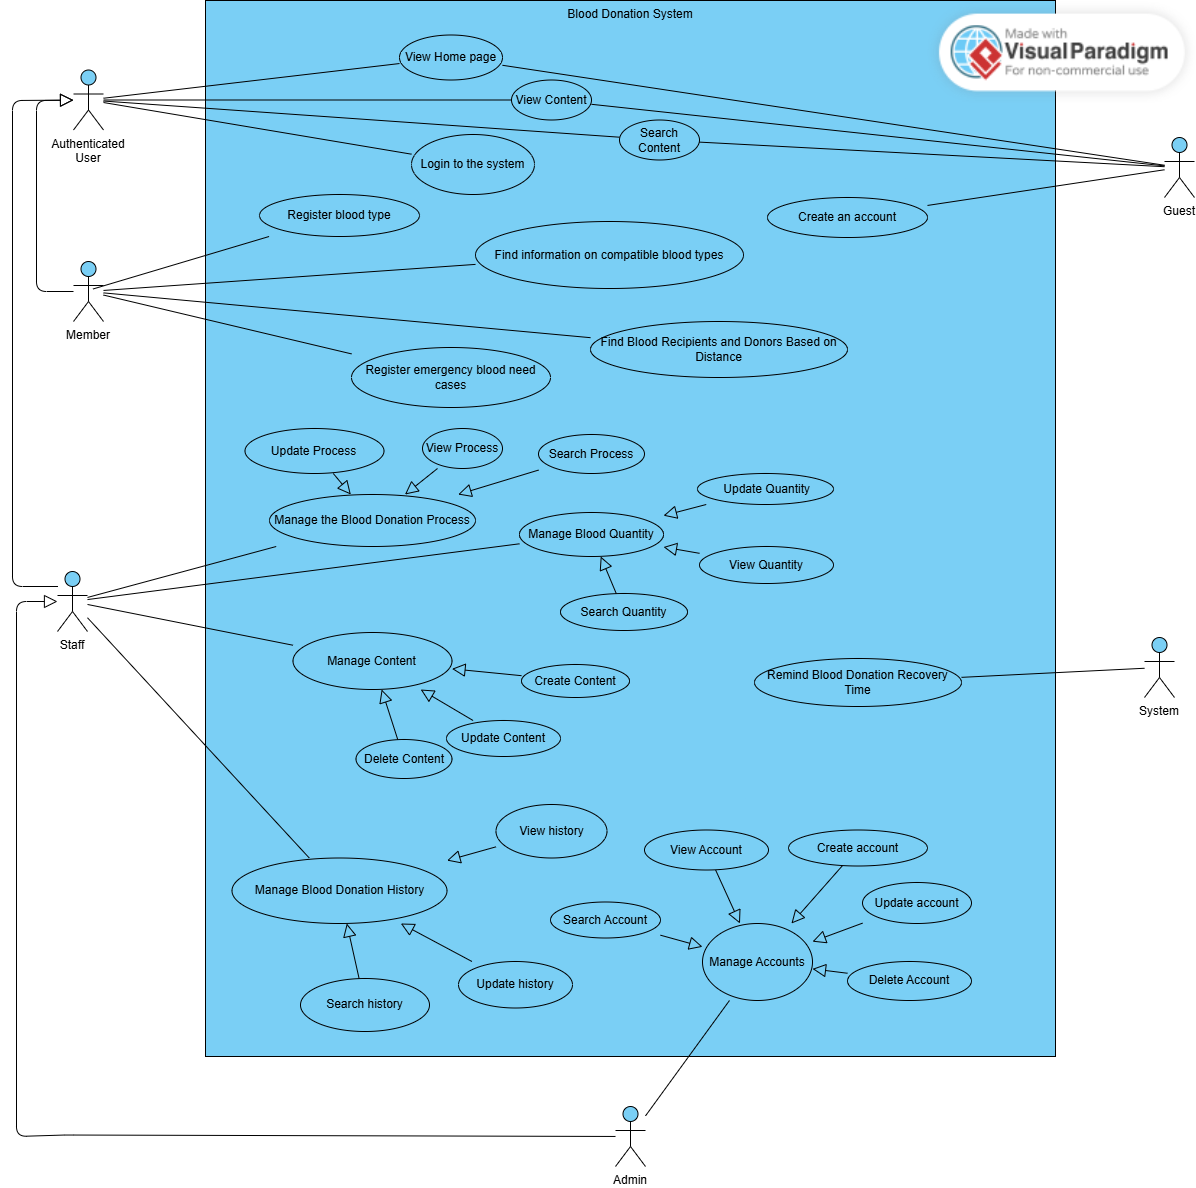 Blood Donation System
Made with
Visual Paradigm
For non-commercial use
View Home page
View Content
Search
Content
Login to the system
Authenticated
User
Guest
Create an account
Register blood type
Find information on compatible blood types
Member
Find Blood Recipients and Donors Based on
Distance
Register emergency blood need
cases
Update Process
View Process
Search Process
Manage the Blood Donation Process
Update Quantity
Manage Blood Quantity
View Quantity
Search Quantity
Staff
Manage Content
Create Content
Update Content
Delete Content
Remind Blood Donation Recovery
Time
System
View history
Manage Blood Donation History
Update history
Search history
View Account
Create account
Search Account
Update account
Manage Accounts
Delete Account
Admin